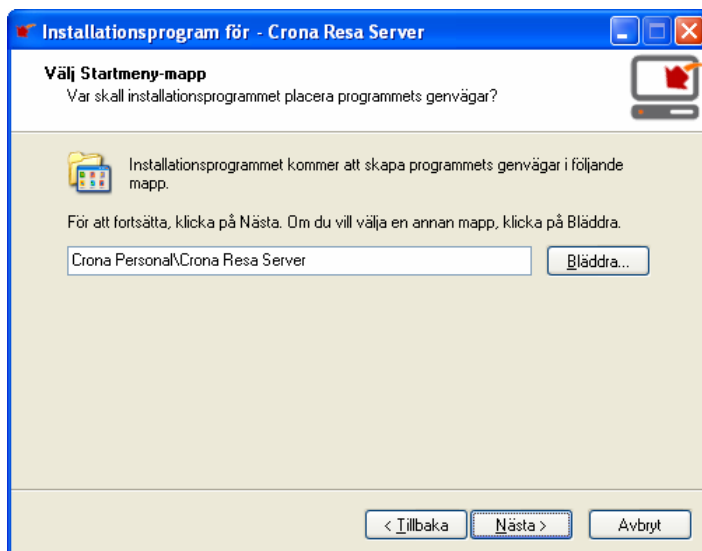 Installationsprogram för - Crona Resa Server
Välj Startmeny-mapp
Var skall installationsprogrammet placera programmets genvägar?
Installationsprogrammet kommer att skapa programmets genvägar i följande
mapp.
För att fortsätta, klicka på Nästa. Om du vill välja en annan mapp, klicka på Bläddra.
Crona Personal\Crona Resa Server
Bläddra...
< Tillbaka
Nästa >
Avbryt